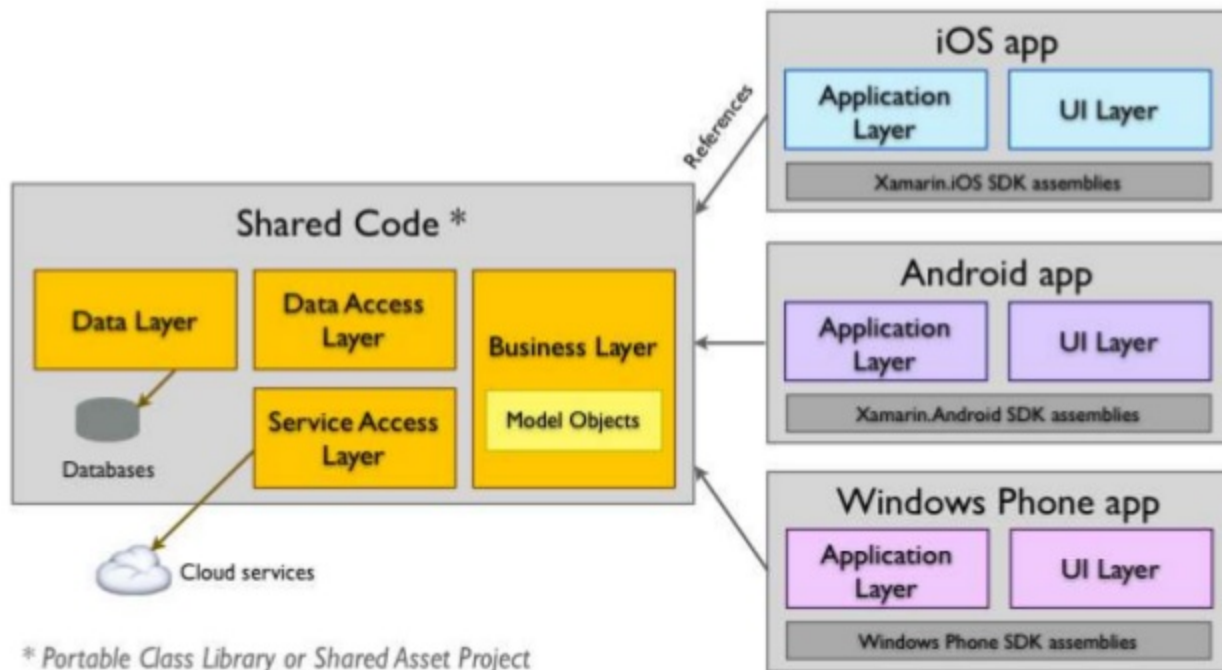 iOS app
Application
Layer
UI Layer
Xamarin.iOS SDK assemblies
References
Shared Code *
Data Layer
Data Access
Layer
Business Layer
Model Objects
Service Access
Layer
Databases
Cloud services
Android app
Application
Layer
UI Layer
Xamarin.Android SDK assemblies
Windows Phone app
Application
Layer
UI Layer
Windows Phone SDK assemblies
* Portable Class Library or Shared Asset Project